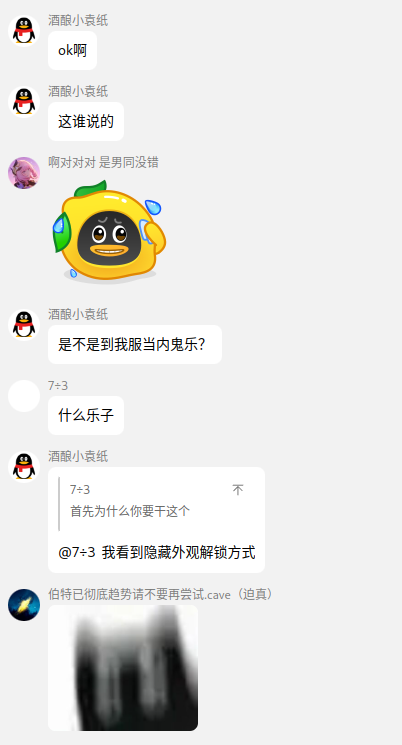 酒酿小袁纸
ok啊
酒酿小袁纸
这谁说的
啊对对对 是男同没错
酒酿小袁纸
是不是到我服当内鬼乐？
7÷3
什么乐子
酒酿小袁纸
7÷3
首先为什么你要干这个
@7÷3 我看到隐藏外观解锁方式
伯特已彻底趋势请不要再尝试.cave（迫真）